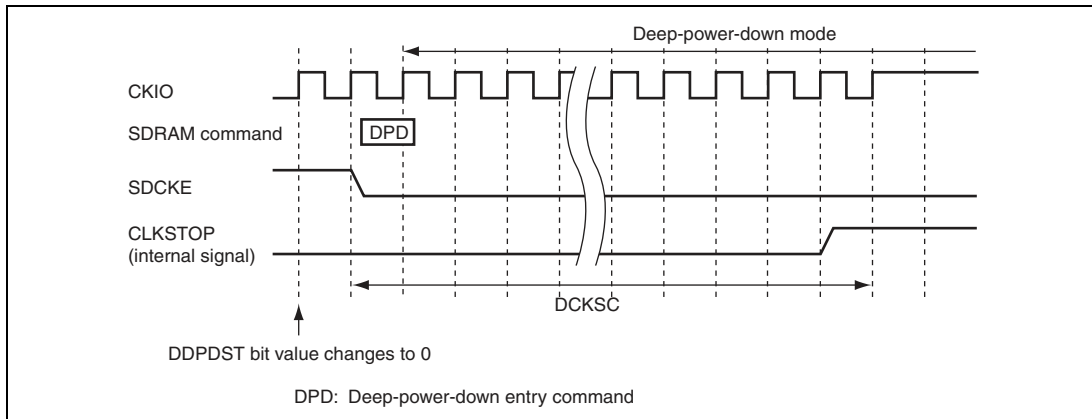 Deep-power-down mode
CKIO
SDRAM command
DPD
SDCKE
CLKSTOP
(internal signal)
DCKSC
DDPDST bit value changes to 0
DPD: Deep-power-down entry command